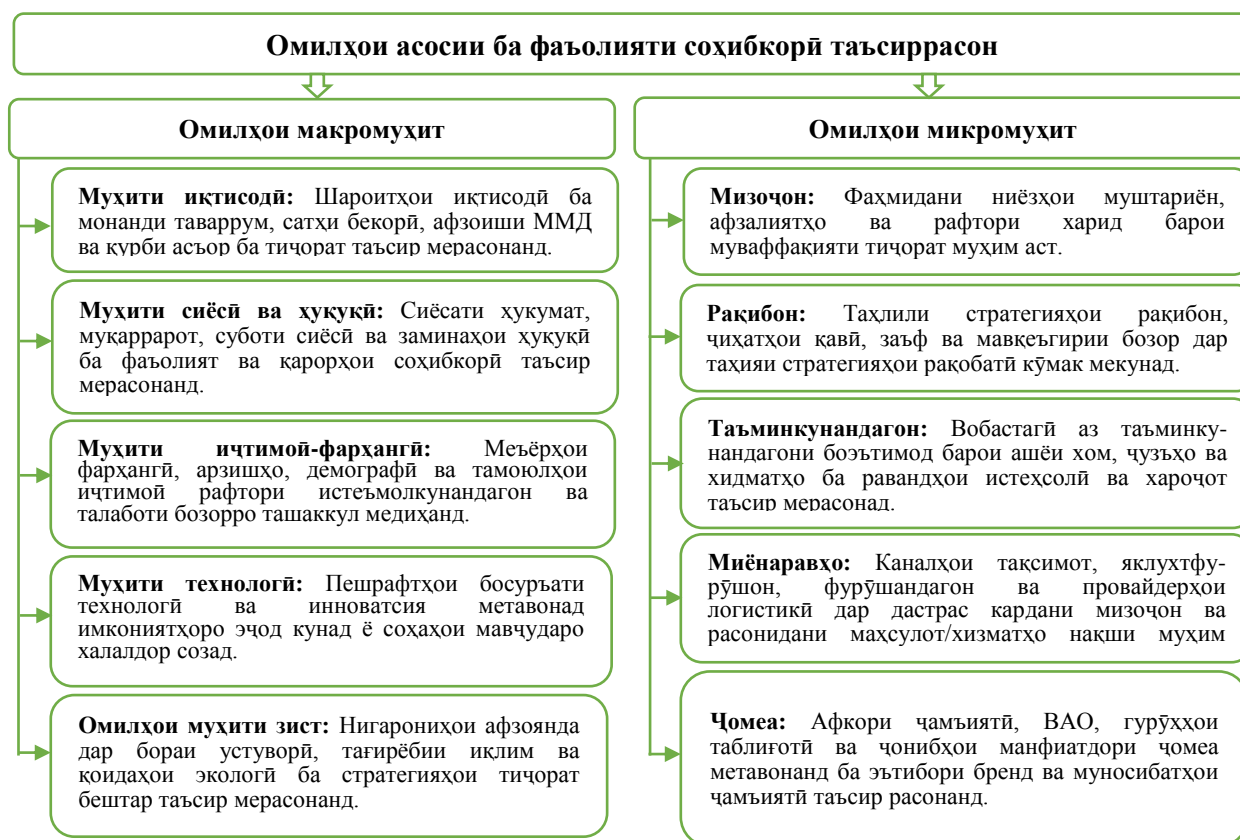 Омилҳои асосии ба фаъолияти соҳибкорӣ таъсиррасон
Омилҳои макромуҳит
Муҳити иқтисодӣ: Шароитҳои иқтисодӣ ба
монанди таваррум, сатҳи бекорӣ, афзоиши ММД
ва қурби асъор ба тиҷорат таъсир мерасонанд.
Муҳити сиёсӣ ва ҳуқуқӣ: Сиёсати ҳукумат,
муқаррарот, суботи сиёсӣ ва заминаҳои ҳуқуқӣ
ба фаъолият ва қарорҳои соҳибкорӣ таъсир
мерасонанд.
Муҳити иҷтимоӣ-фарҳангӣ: Меъёрҳои
фарҳангӣ, арзишҳо, демографӣ ва тамоюлҳои
иҷтимоӣ рафтори истеъмолкунандагон ва
талаботи бозорро ташаккул медиҳанд.
Муҳити технологӣ: Пешрафтҳои босуръати
технологӣ ва инноватсия метавонад
имкониятҳоро эҷод кунад ё соҳаҳои мавҷударо
халалдор созад.
Омилҳои муҳити зист: Нигарониҳои афзоянда
дар бораи устуворӣ, тағирёбии иқлим ва
қоидаҳои экологӣ ба стратегияҳои тиҷорат
бештар таъсир мерасонанд.
Омилҳои микромуҳит
Мизоҷон: Фаҳмидани ниёзҳои муштариён,
афзалиятҳо ва рафтори харид барои
муваффақияти тиҷорат муҳим аст.
Рақибон: Таҳлили стратегияҳои рақибон,
ҷиҳатҳои қавӣ, заъф ва мавқеъгирии бозор дар
таҳияи стратегияҳои рақобатӣ кӯмак мекунад.
Таъминкунандагон: Вобастагӣ аз таъминку-
нандагони боэътимод барои ашёи хом, ҷузъҳо ва
хидматҳо ба равандҳои истеҳсолӣ ва хароҷот
таъсир мерасонад.
Миёнаравҳо: Каналҳои тақсимот, яклухтфу-
рӯшон, фурӯшандагон ва провайдерҳои
логистикӣ дар дастрас кардани мизоҷон ва
расонидани маҳсулот/хизматҳо нақши муҳим
Ҷомеа: Афкори ҷамъиятӣ, ВАО, гурӯҳҳои
таблиғотӣ ва ҷонибҳои манфиатдори ҷомеа
метавонанд ба эътибори бренд ва муносибатҳои
ҷамъиятӣ таъсир расонанд.